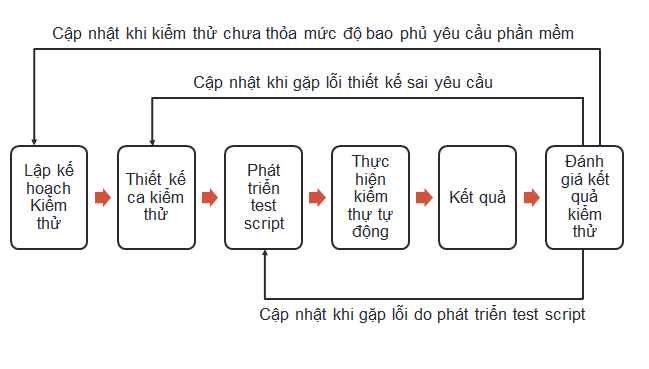 Cập nhật khi kiểm thử chưa thỏa mức độ bao phủ yêu cầu phần mềm
Cập nhật khi gặp lỗi thiết kế sai yêu cầu
Lập kế
hoạch
Kiểm
thử
Thiết kế
ca kiểm
thử
Phát
triển
test
script
Thực
hiện
kiểm
thự tự
động
Kết quả
Đánh
giá kết
quả
kiểm
thử
Cập nhật khi gặp lỗi do phát triển test script